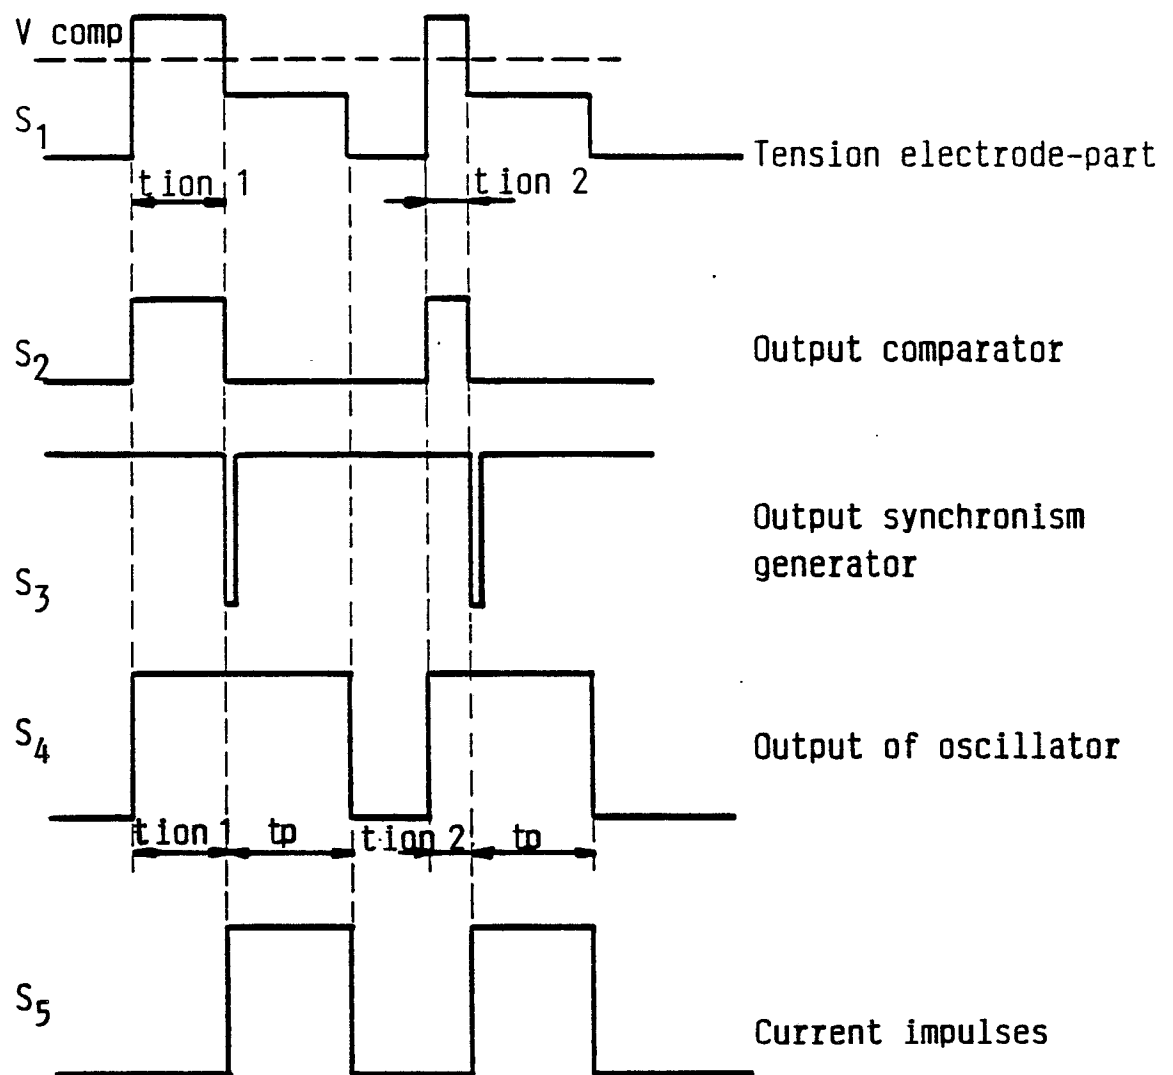 V comp
S1
Tension electrode-part
t ion 1
t ion 2
S2
Output comparator
S3
Output synchronism
generator
S4
Output of oscillator
t ion 1
tp
t ion 2
tp
S5
Current impulses